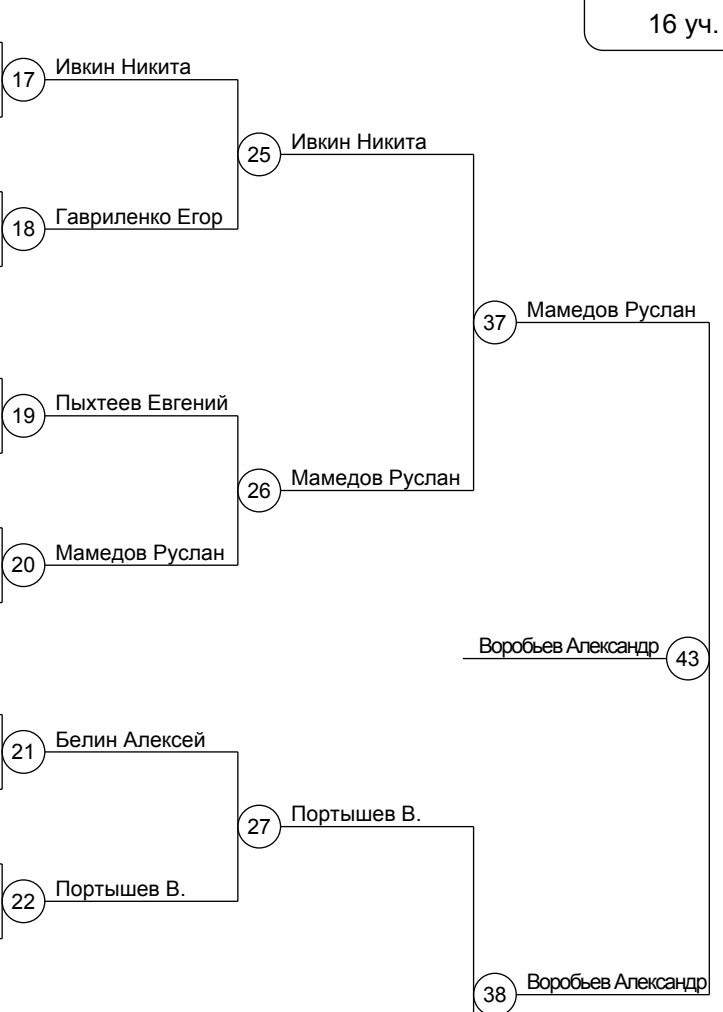 16 уч.
17 Ивкин Никита
25 Ивкин Никита
18 Гавриленко Егор
37 Мамедов Руслан
19 Пыхтеев Евгений
26 Мамедов Руслан
20 Мамедов Руслан
Воробьев Александр 43
21 Белин Алексей
27 Портышев В.
22 Портышев В.
38 Воробьев Александр